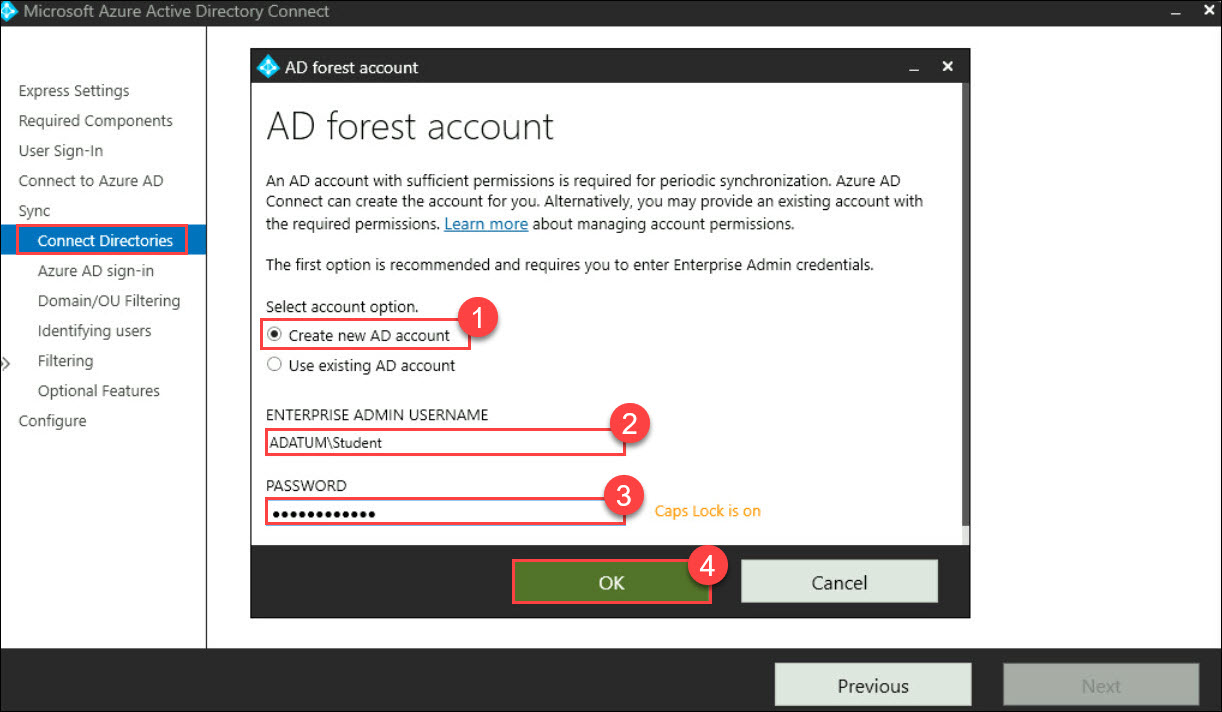 Microsoft Azure Active Directory Connect
Express Settings
Required Components
User Sign-In
Connect to Azure AD
Sync
Connect Directories
Azure AD sign-in
Domain/OU Filtering
Identifying users
Filtering
Optional Features
Configure
AD forest account
AD forest account
An AD account with sufficient permissions is required for periodic synchronization. Azure AD
Connect can create the account for you. Alternatively, you may provide an existing account with
the required permissions. Learn more about managing account permissions.
The first option is recommended and requires you to enter Enterprise Admin credentials.
Select account option.
1
Create new AD account
Use existing AD account
ENTERPRISE ADMIN USERNAME
2
ADATUM\Student
PASSWORD
3
●●●●●●●●●●●●
Caps Lock is on
OK
4
Cancel
Previous
Next